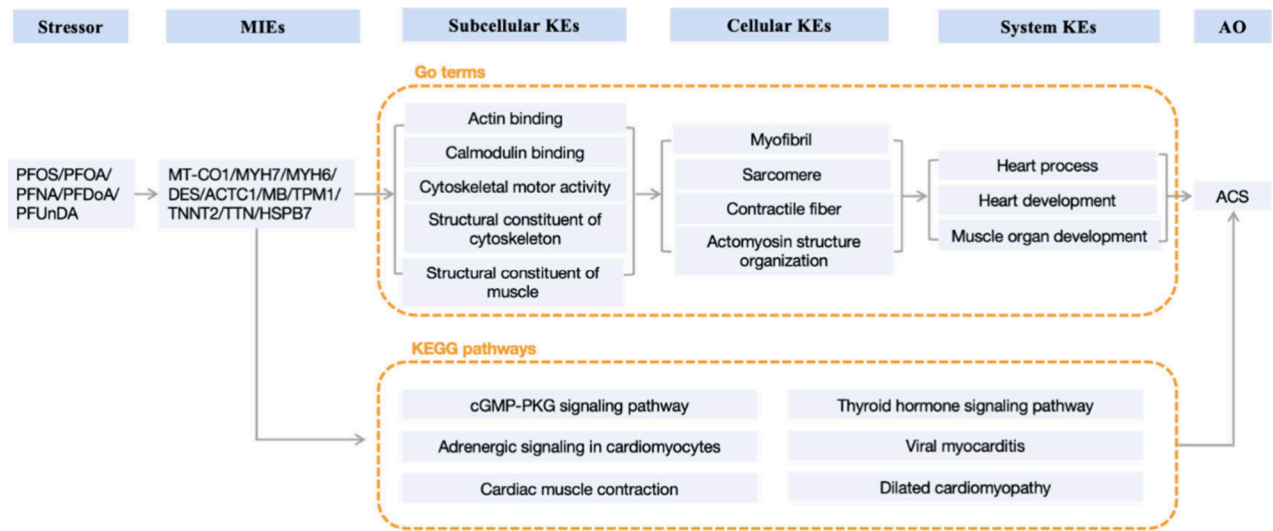 Stressor
MIEs
Subcellular KEs
Cellular KEs
System KEs
AO
Go terms
PFOS/PFOA/
PFNA/PFDoA/
PFUnDA
MT-CO1/MYH7/MYH6/
DES/ACTC1/MB/TPM1/
TNNT2/TTN/HSPB7
Actin binding
Calmodulin binding
Cytoskeletal motor activity
Structural constituent of
cytoskeleton
Structural constituent of
muscle
Myofibril
Sarcomere
Contractile fiber
Actomyosin structure
organization
Heart process
Heart development
Muscle organ development
ACS
KEGG pathways
cGMP-PKG signaling pathway
Adrenergic signaling in cardiomyocytes
Cardiac muscle contraction
Thyroid hormone signaling pathway
Viral myocarditis
Dilated cardiomyopathy